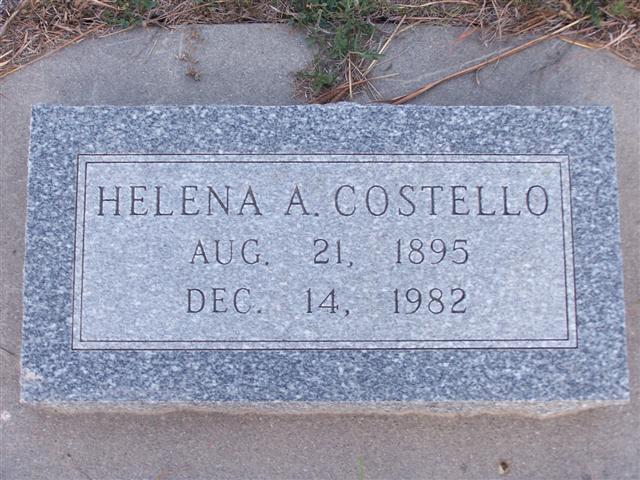 HELENA A. COSTELLO
AUG. 21, 1895
DEC. 14, 1982